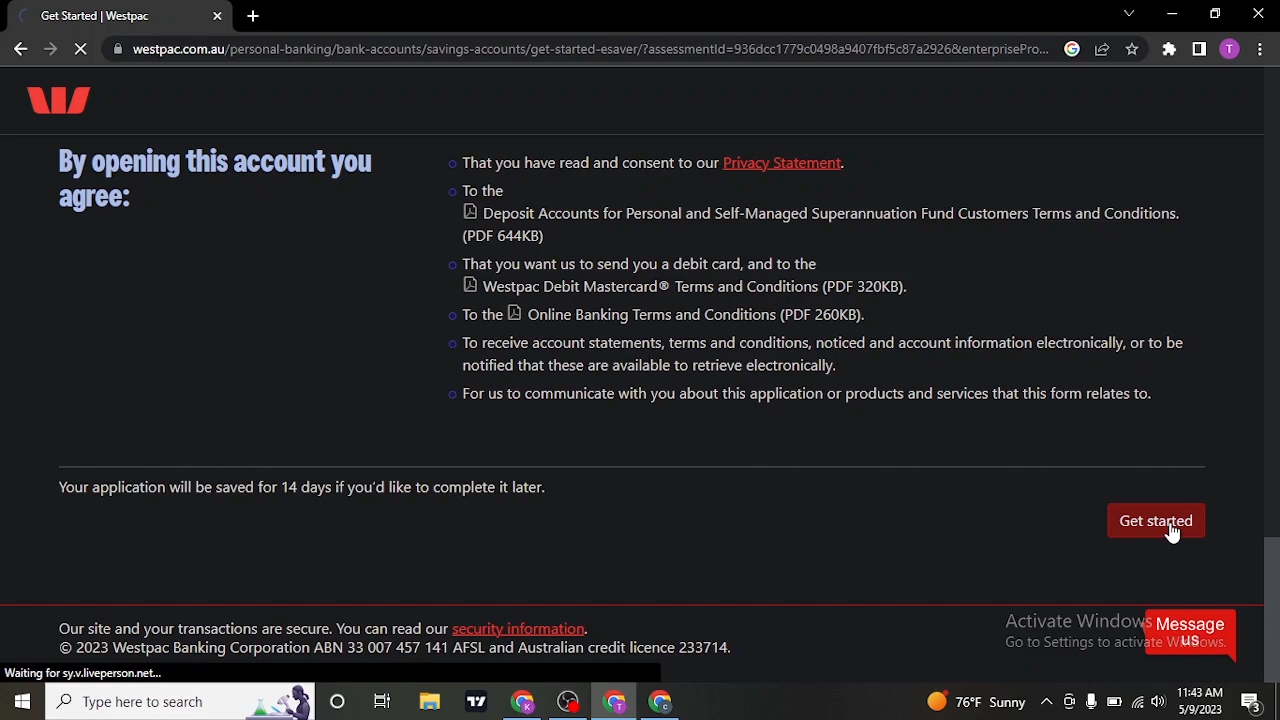 Get Started | Westpac
westpac.com.au/personal-banking/bank-accounts/savings-accounts/get-started-esaver/?assessmentId=936dcc1779c0498a9407fbf5c87a2926&enterprisePro...
T
By opening this account you
agree:
That you have read and consent to our Privacy Statement.
To the
Deposit Accounts for Personal and Self-Managed Superannuation Fund Customers Terms and Conditions.
(PDF 644KB)
That you want us to send you a debit card, and to the
Westpac Debit Mastercard® Terms and Conditions (PDF 320KB).
To the Online Banking Terms and Conditions (PDF 260KB).
To receive account statements, terms and conditions, noticed and account information electronically, or to be
notified that these are available to retrieve electronically.
For us to communicate with you about this application or products and services that this form relates to.
Your application will be saved for 14 days if you'd like to complete it later.
Get started
Our site and your transactions are secure. You can read our security information.
© 2023 Westpac Banking Corporation ABN 33 007 457 141 AFSL and Australian credit licence 233714.
Activate Windows
Go to Settings to activate Windows.
Message
us
Waiting for sy.v.liveperson.net...
Type here to search
K
T
C
76°F Sunny
11:43 AM
5/9/2023
3